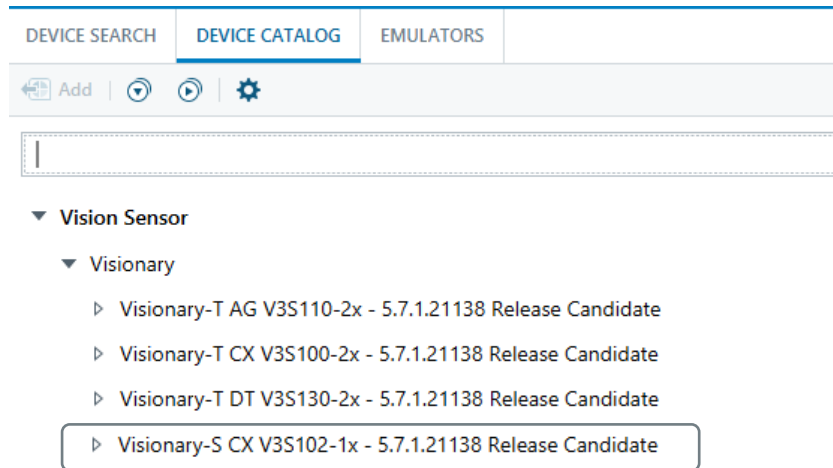 DEVICE SEARCH DEVICE CATALOG EMULATORS
Add
Vision Sensor
Visionary
Visionary-T AG V3S110-2x - 5.7.1.21138 Release Candidate
Visionary-T CX V3S100-2x - 5.7.1.21138 Release Candidate
Visionary-T DT V3S130-2x - 5.7.1.21138 Release Candidate
Visionary-S CX V3S102-1x - 5.7.1.21138 Release Candidate